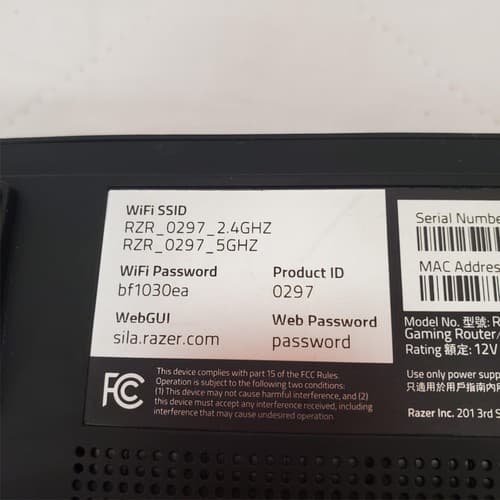 WiFi SSID
RZR_0297_2.4GHZ
RZR_0297_5GHZ
WiFi Password
bf1030ea
Product ID
0297
WebGUI
sila.razer.com
Web Password
password
FC
This device complies with part 15 of the FCC Rules.
Operation is subject to the following two conditions:
(1) This device may not cause harmful interference, and (2)
this device must accept any interference received, including
interference that may cause undesired operation.
Serial Numbe
MAC Addres
Model No. 型號: R
Gaming Router/
Rating 額定: 12V
Use only power supp
只適用於用戶指南內
Razer Inc. 201 3rd S